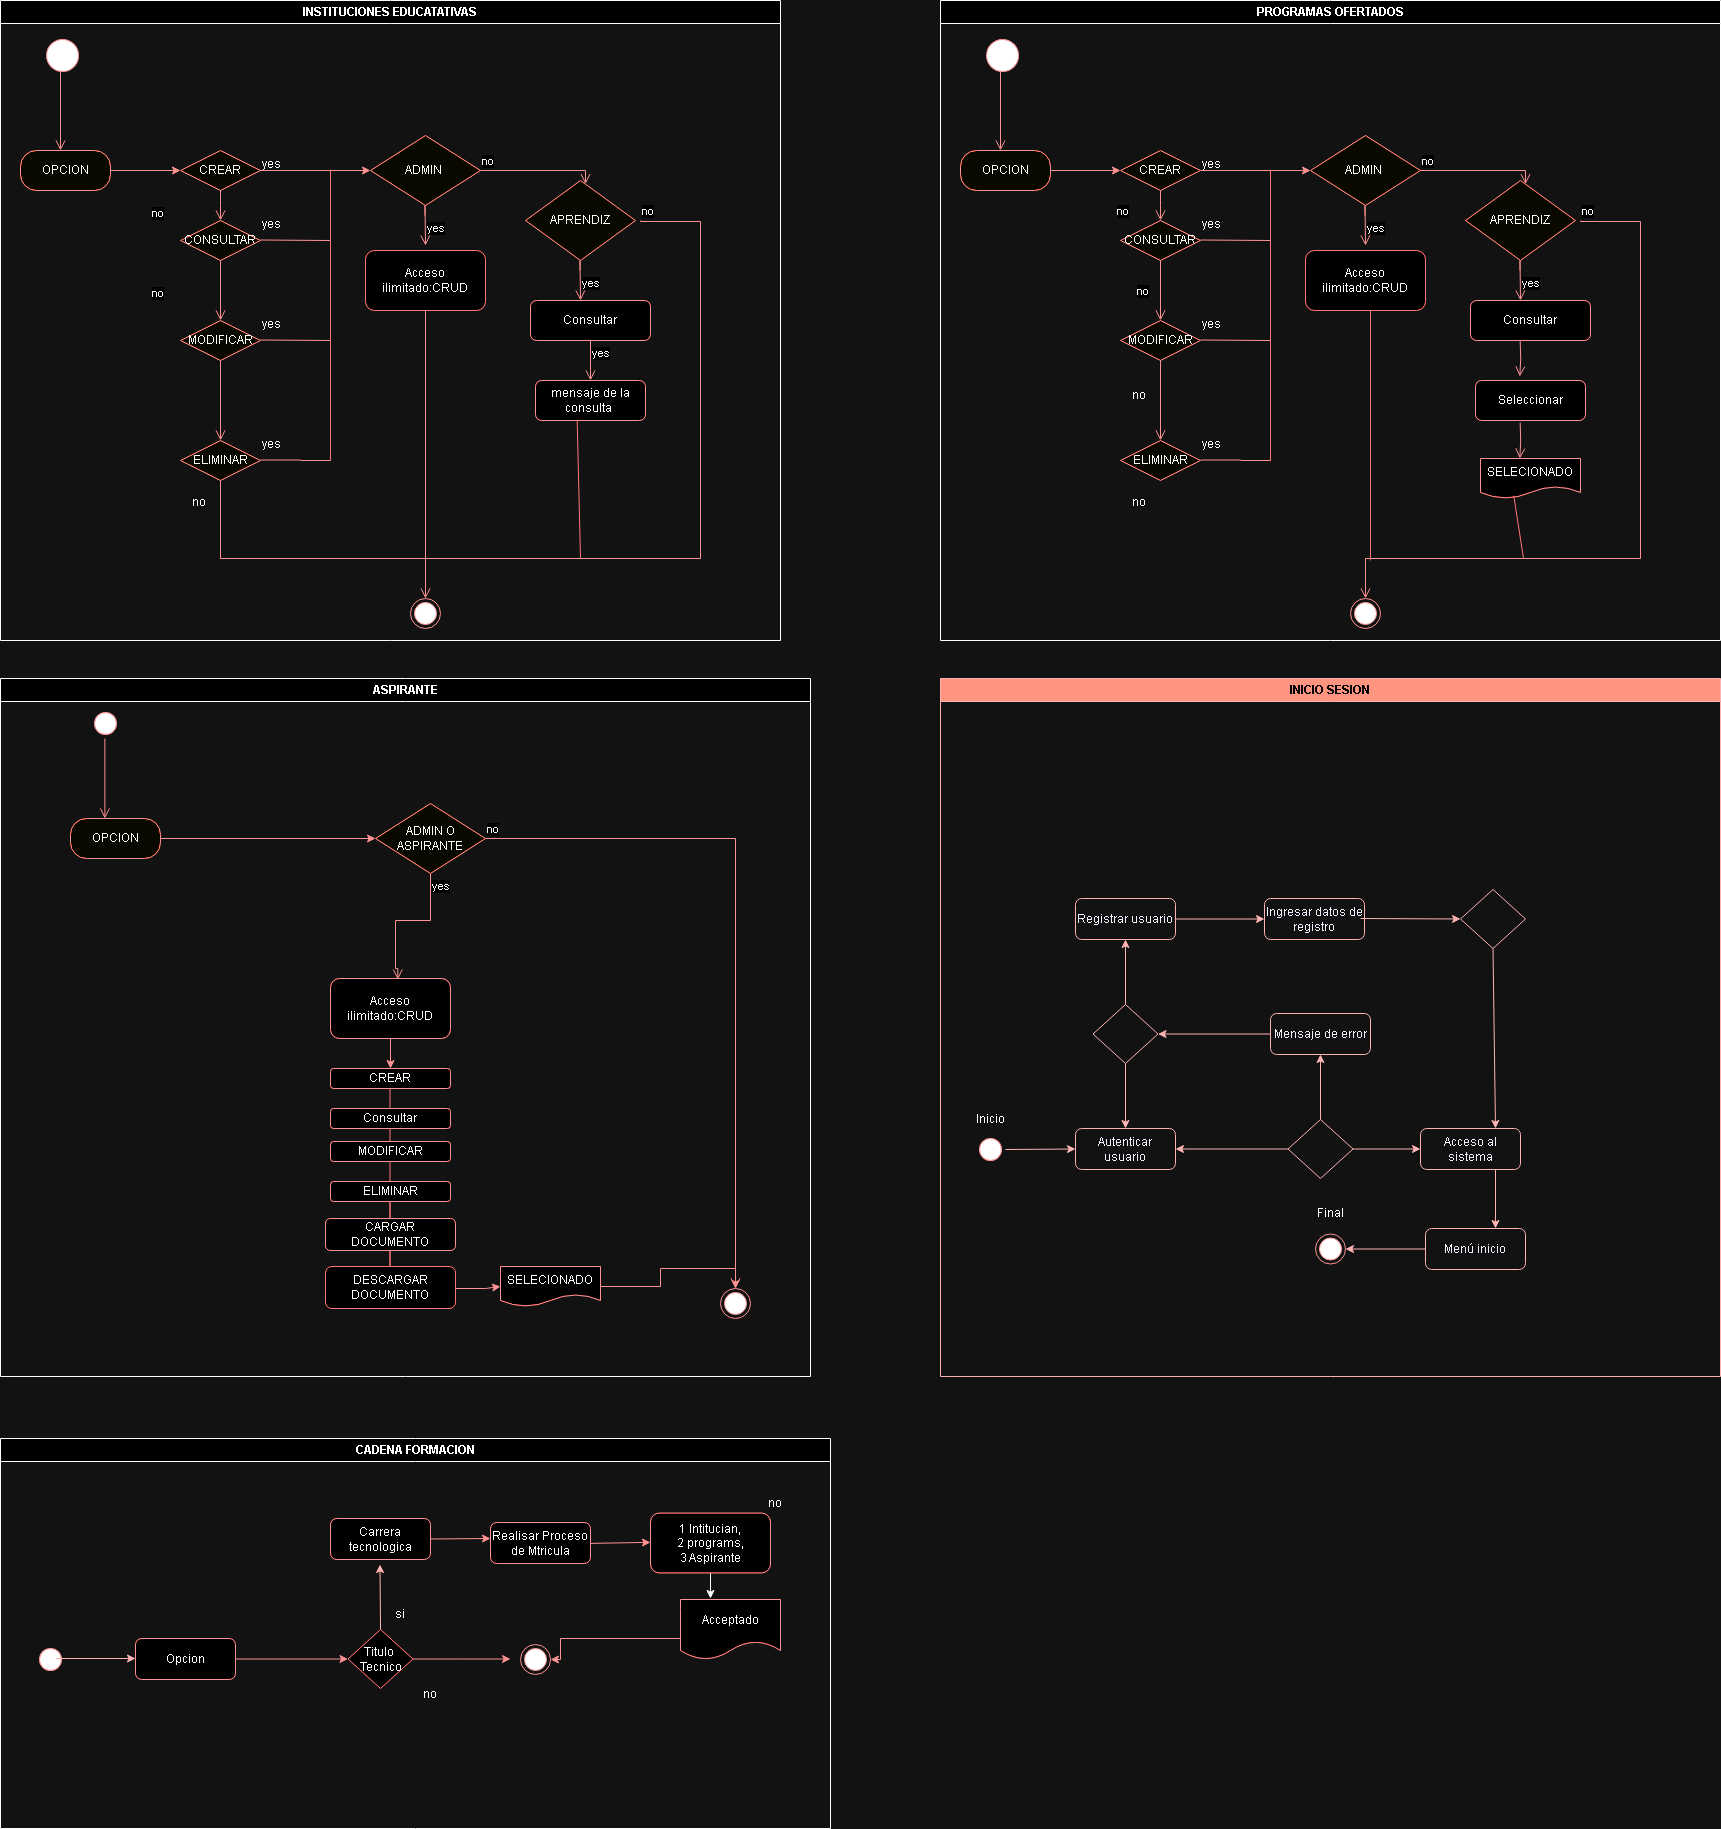 INSTITUCIONES EDUCATATIVAS
OPCION
CREAR
yes
ADMIN
no
no
CONSULTAR
yes
yes
APRENDIZ
no
Acceso
ilimitado:CRUD
no
yes
MODIFICAR
yes
Consultar
yes
mensaje de la
consulta
yes
ELIMINAR
no
PROGRAMAS OFERTADOS
OPCION
CREAR
yes
ADMIN
no
no
CONSULTAR
yes
yes
APRENDIZ
no
Acceso
ilimitado:CRUD
no
yes
MODIFICAR
yes
Consultar
no
Seleccionar
yes
ELIMINAR
SELECIONADO
no
ASPIRANTE
OPCION
ADMIN O
ASPIRANTE
no
yes
Acceso
ilimitado:CRUD
CREAR
Consultar
MODIFICAR
ELIMINAR
CARGAR
DOCUMENTO
DESCARGAR
DOCUMENTO
SELECIONADO
INICIO SESION
Registrar usuario
Ingresar datos de
registro
Mensaje de error
Inicio
Autenticar
usuario
Acceso al
sistema
Final
Menú inicio
CADENA FORMACION
no
Carrera
tecnologica
Realisar Proceso
de Mtricula
1 Intitucian,
2 programs,
3 Aspirante
si
Acceptado
Opcion
Titulo
Tecnico
no